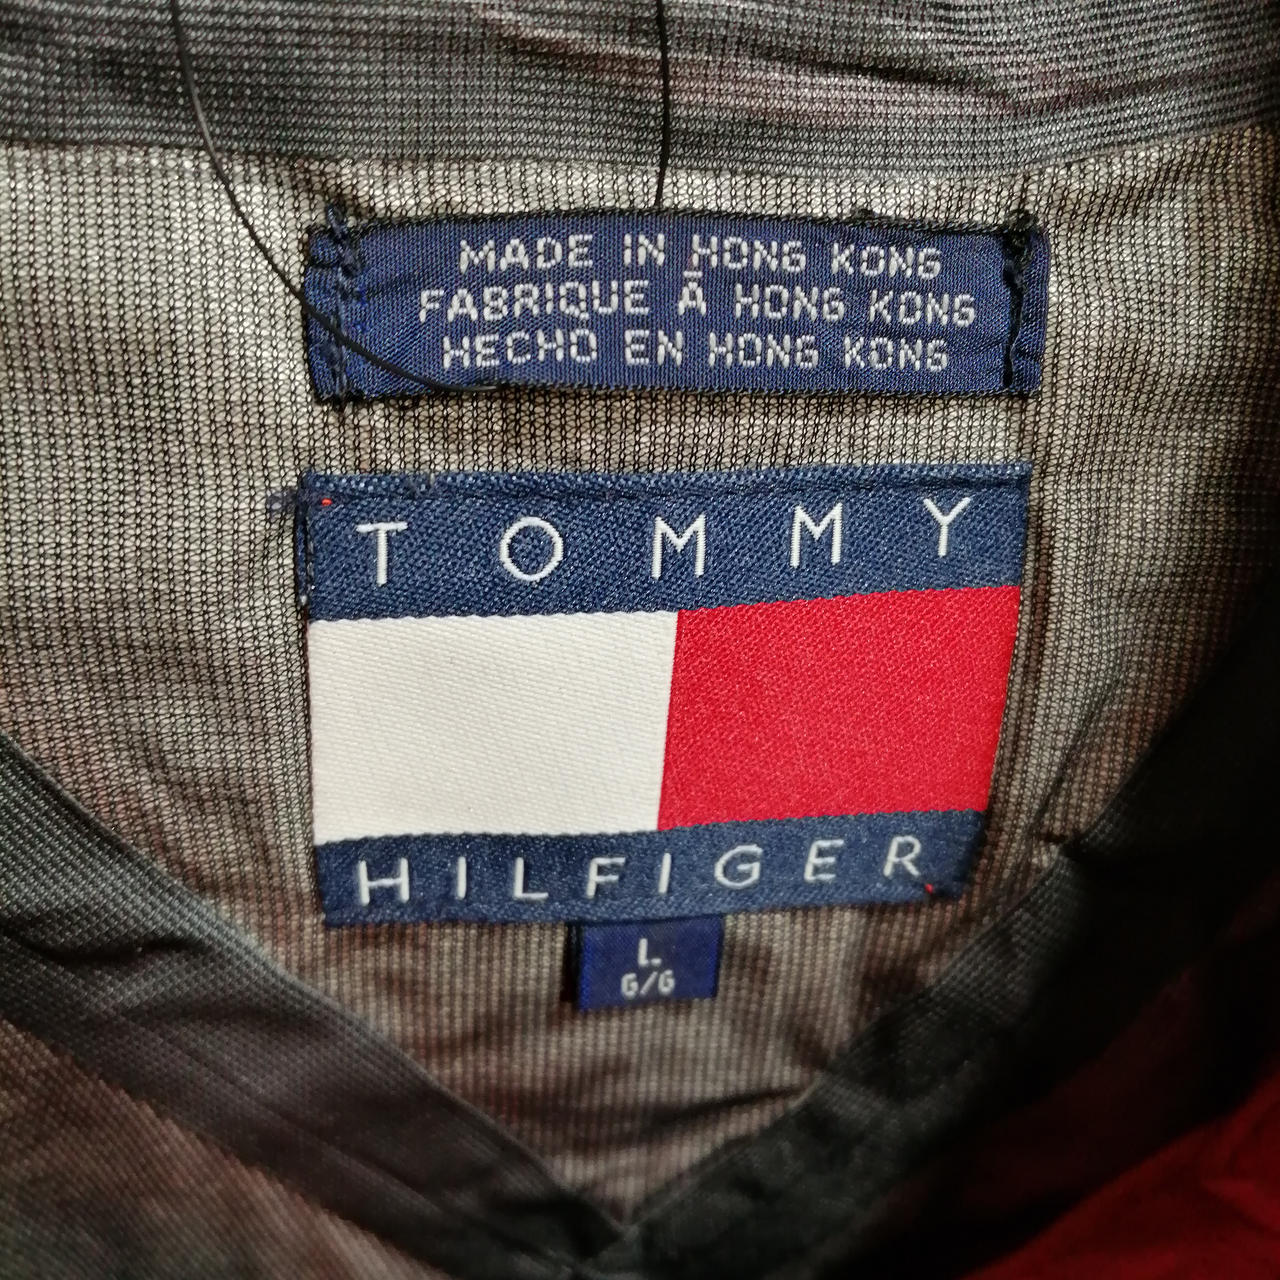 MADE IN HONG KONG
FABRIQUE Ā HONG KONG
HECHO EN HONG KONG
TOMMY
HILFIGER
L.
G/G